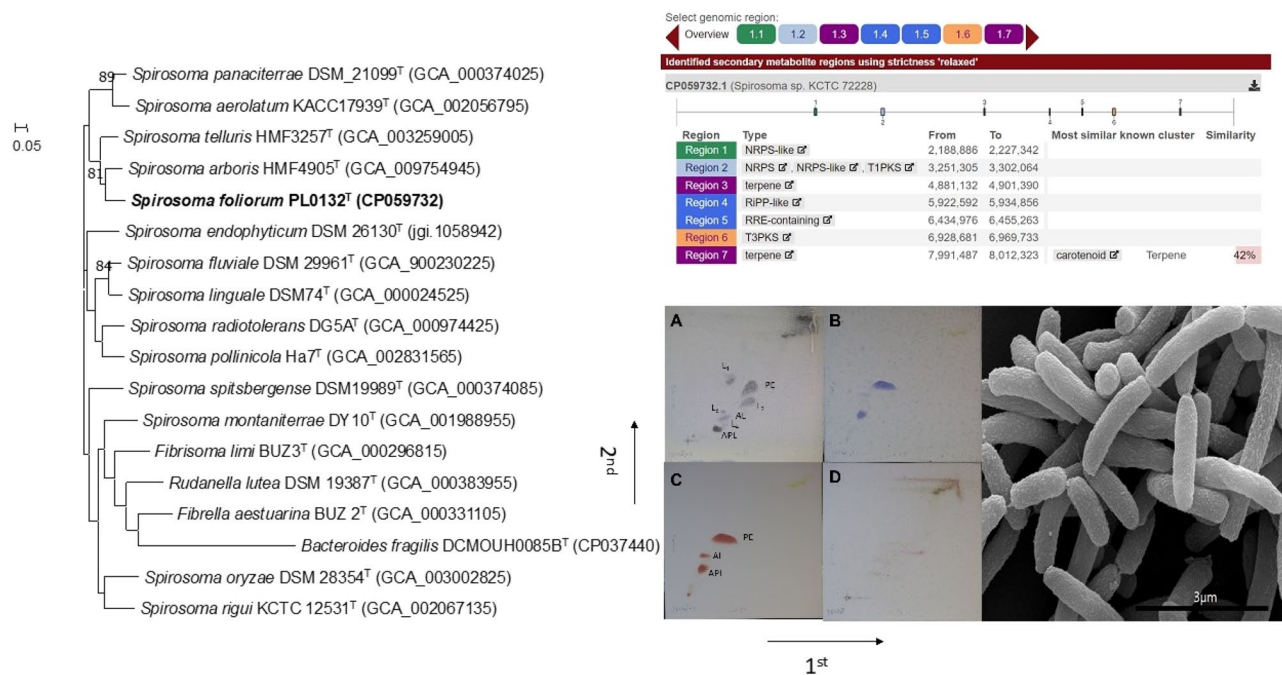 89
Spirosoma panaciterrae DSM_21099ᵀ (GCA_000374025)
Spirosoma aerolatum KACC17939ᵀ (GCA_002056795)
0.05
Spirosoma telluris HMF3257ᵀ (GCA_003259005)
Spirosoma arboris HMF4905ᵀ (GCA_009754945)
81
Spirosoma foliorum PL0132ᵀ (CP059732)
Spirosoma endophyticum DSM 26130ᵀ (jgi.1058942)
84
Spirosoma fluviale DSM 29961ᵀ (GCA_900230225)
Spirosoma linguale DSM74ᵀ (GCA_000024525)
Spirosoma radiotolerans DG5Aᵀ (GCA_000974425)
Spirosoma pollinicola Ha7ᵀ (GCA_002831565)
Spirosoma spitsbergense DSM19989ᵀ (GCA_000374085)
Spirosoma montaniterrae DY10ᵀ (GCA_001988955)
Fibrisoma limi BUZ3ᵀ (GCA_000296815)
Rudanella lutea DSM 19387ᵀ (GCA_000383955)
Fibrella aestuarina BUZ 2ᵀ (GCA_000331105)
Bacteroides fragilis DCMOUH0085Bᵀ (CP037440)
Spirosoma oryzae DSM 28354ᵀ (GCA_003002825)
Spirosoma rigui KCTC 12531ᵀ (GCA_002067135)
Select genomic region:
Overview 1.1 1.2 1.3 1.4 1.5 1.6 1.7
Identified secondary metabolite regions using strictness 'relaxed'
CP059732.1 (Spirosoma sp. KCTC 72228)
1 2 3 4 5 6 7
Region Type From To Most similar known cluster Similarity
Region 1 NRPS-like 2,188,886 2,227,342
Region 2 NRPS , NRPS-like , T1PKS 3,251,305 3,302,064
Region 3 terpene 4,881,132 4,901,390
Region 4 RiPP-like 5,922,592 5,934,856
Region 5 RRE-containing 6,434,976 6,455,263
Region 6 T3PKS 6,928,681 6,969,733
Region 7 terpene 7,991,487 8,012,323 carotenoid Terpene 42%
A
L₁
PE
L₃
L₂
AL
APL
B
C
PE
Al
APl
D
3µm
2ⁿᵈ
1ˢᵗ